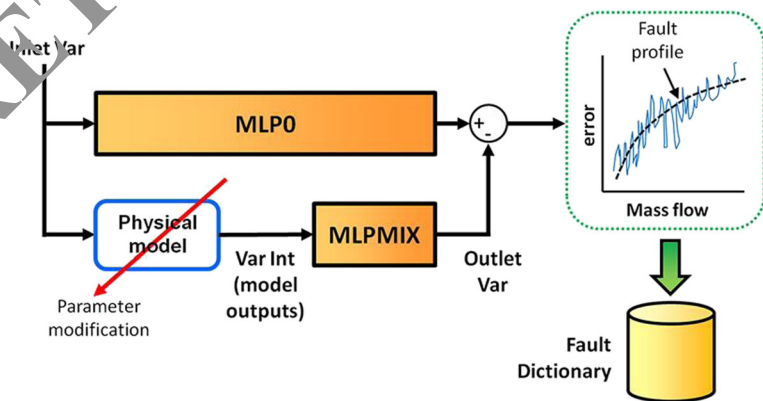 Inlet Var
MLP0
+
-
Physical
model
Parameter
modification
Var Int
(model
outputs)
MLPMIX
Outlet
Var
Fault
profile
error
Mass flow
Fault
Dictionary